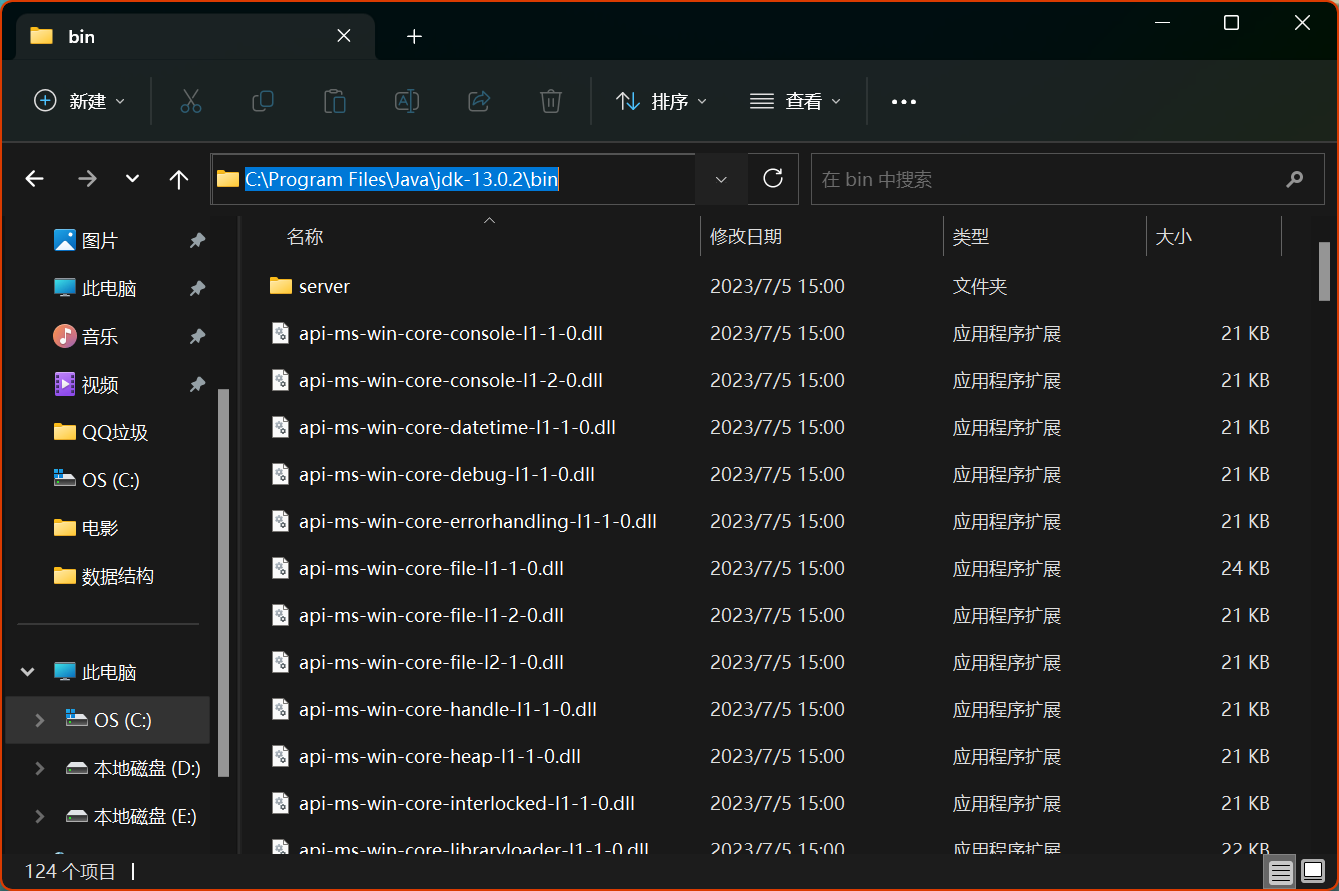 bin
新建
排序
查看
C:\Program Files\Java\jdk-13.0.2\bin
在 bin 中搜索
图片
此电脑
音乐
视频
QQ垃圾
OS (C:)
电影
数据结构
此电脑
OS (C:)
本地磁盘 (D:)
本地磁盘 (E:)
名称 修改日期 类型 大小
server 2023/7/5 15:00 文件夹
api-ms-win-core-console-l1-1-0.dll 2023/7/5 15:00 应用程序扩展 21 KB
api-ms-win-core-console-l1-2-0.dll 2023/7/5 15:00 应用程序扩展 21 KB
api-ms-win-core-datetime-l1-1-0.dll 2023/7/5 15:00 应用程序扩展 21 KB
api-ms-win-core-debug-l1-1-0.dll 2023/7/5 15:00 应用程序扩展 21 KB
api-ms-win-core-errorhandling-l1-1-0.dll 2023/7/5 15:00 应用程序扩展 21 KB
api-ms-win-core-file-l1-1-0.dll 2023/7/5 15:00 应用程序扩展 24 KB
api-ms-win-core-file-l1-2-0.dll 2023/7/5 15:00 应用程序扩展 21 KB
api-ms-win-core-file-l2-1-0.dll 2023/7/5 15:00 应用程序扩展 21 KB
api-ms-win-core-handle-l1-1-0.dll 2023/7/5 15:00 应用程序扩展 21 KB
api-ms-win-core-heap-l1-1-0.dll 2023/7/5 15:00 应用程序扩展 21 KB
api-ms-win-core-interlocked-l1-1-0.dll 2023/7/5 15:00 应用程序扩展 21 KB
api-ms-win-core-libraryloader-l1-1-0.dll 2023/7/5 15:00 应用程序扩展 22 KB
124 个项目